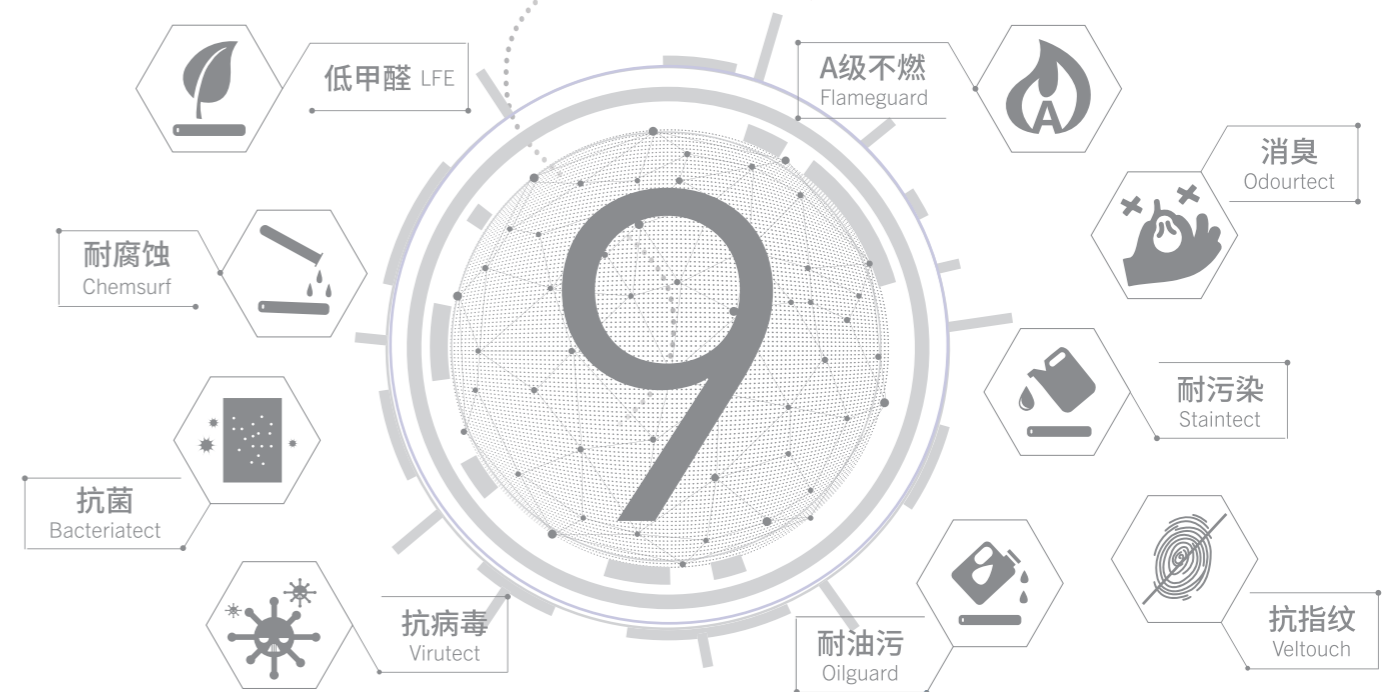 低甲醛 LFE
A级不燃
Flameguard
消臭
Odourtect
耐腐蚀
Chemsurf
9
耐污染
Staintect
抗菌
Bacteriatect
抗病毒
Virutect
耐油污
Oilguard
抗指纹
Veltouch
A